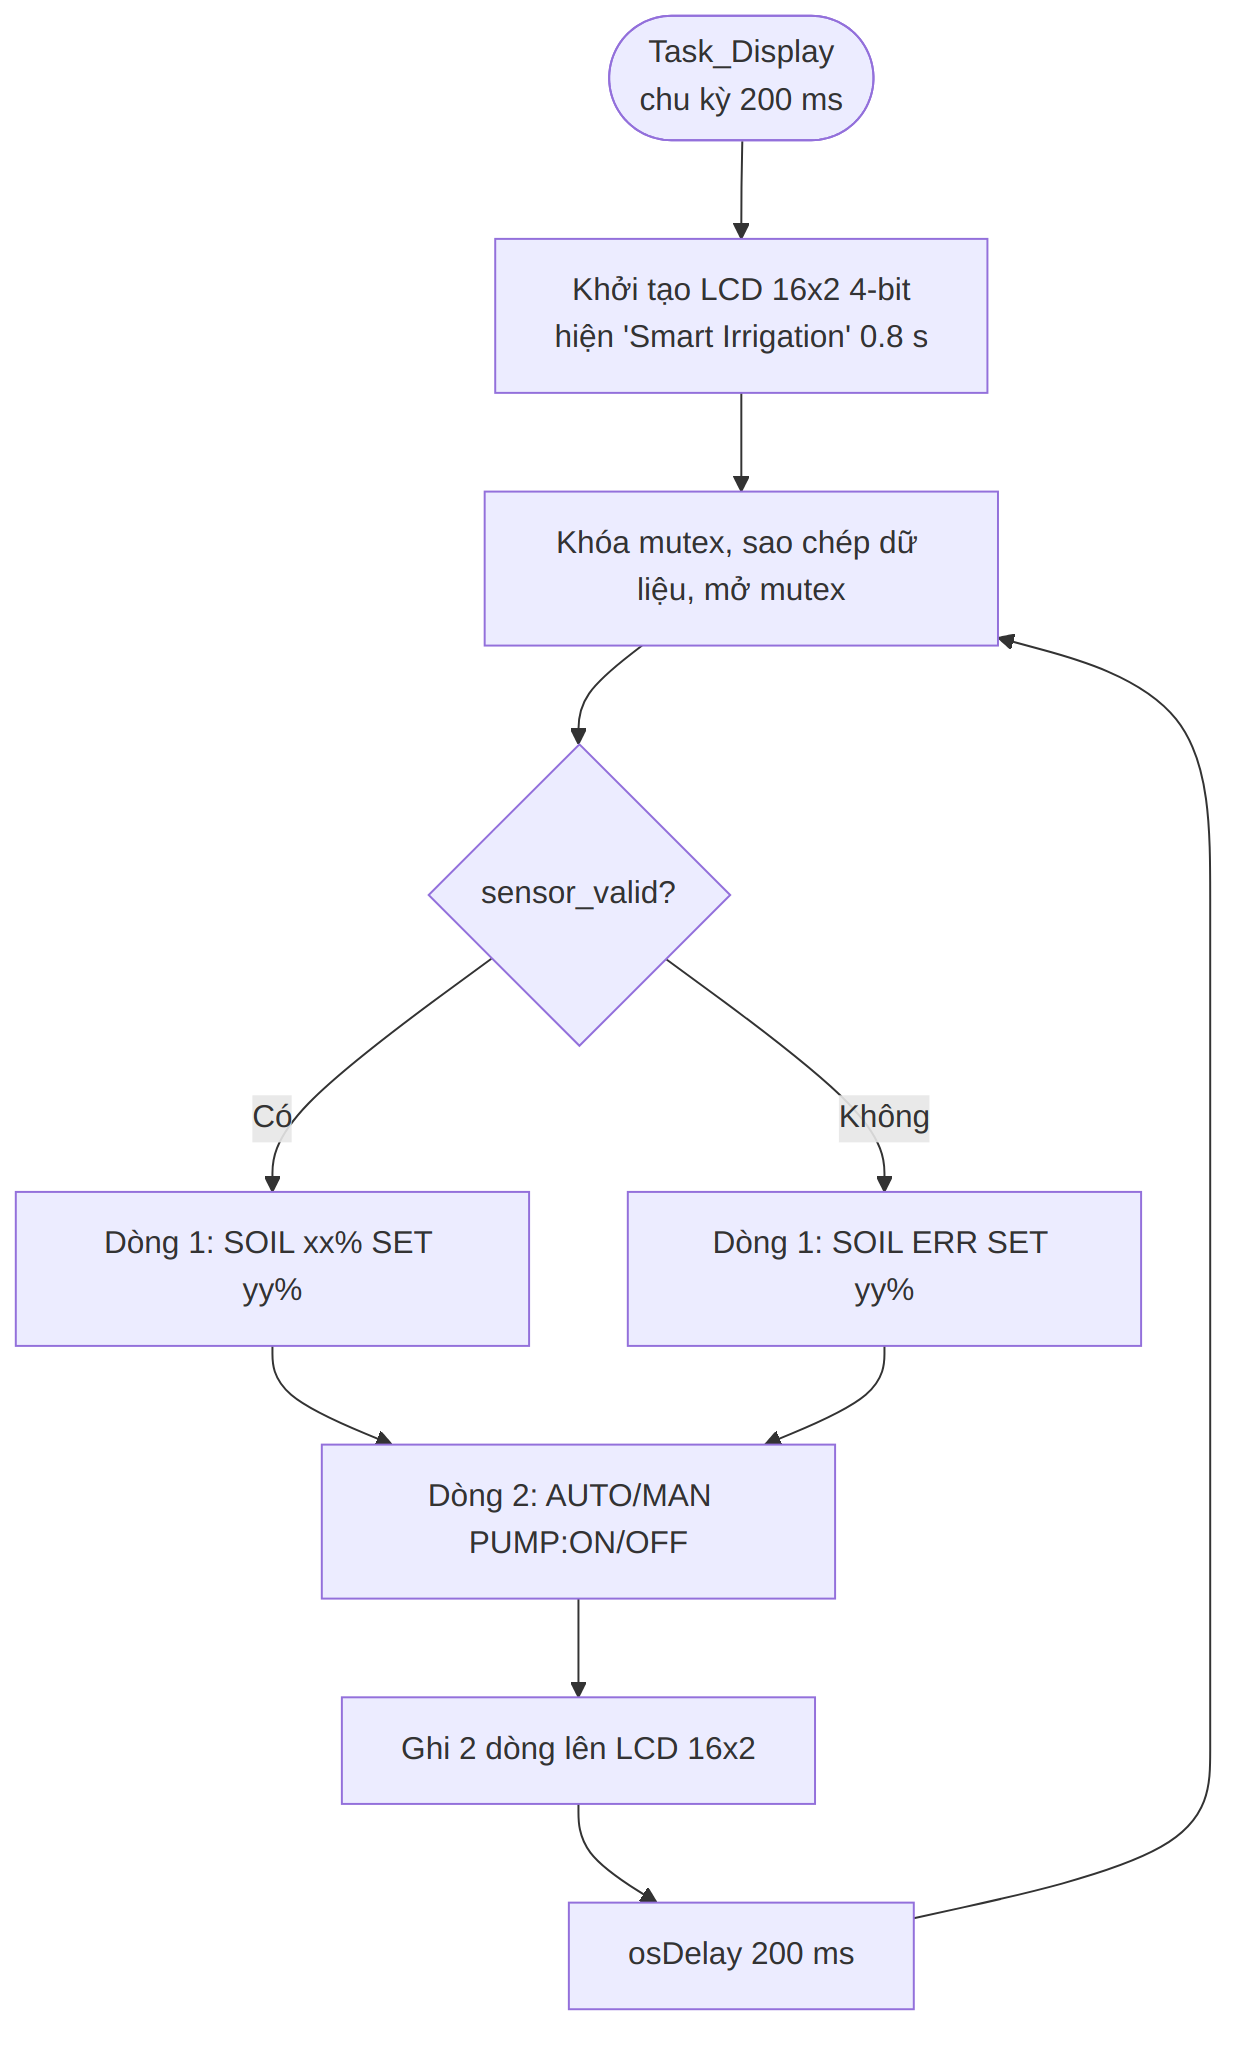 Task_Display
chu kỳ 200 ms
Khởi tạo LCD 16x2 4-bit
hiện 'Smart Irrigation' 0.8 s
Khóa mutex, sao chép dữ
liệu, mở mutex
sensor_valid?
Có
Không
Dòng 1: SOIL xx% SET
yy%
Dòng 1: SOIL ERR SET
yy%
Dòng 2: AUTO/MAN
PUMP:ON/OFF
Ghi 2 dòng lên LCD 16x2
osDelay 200 ms